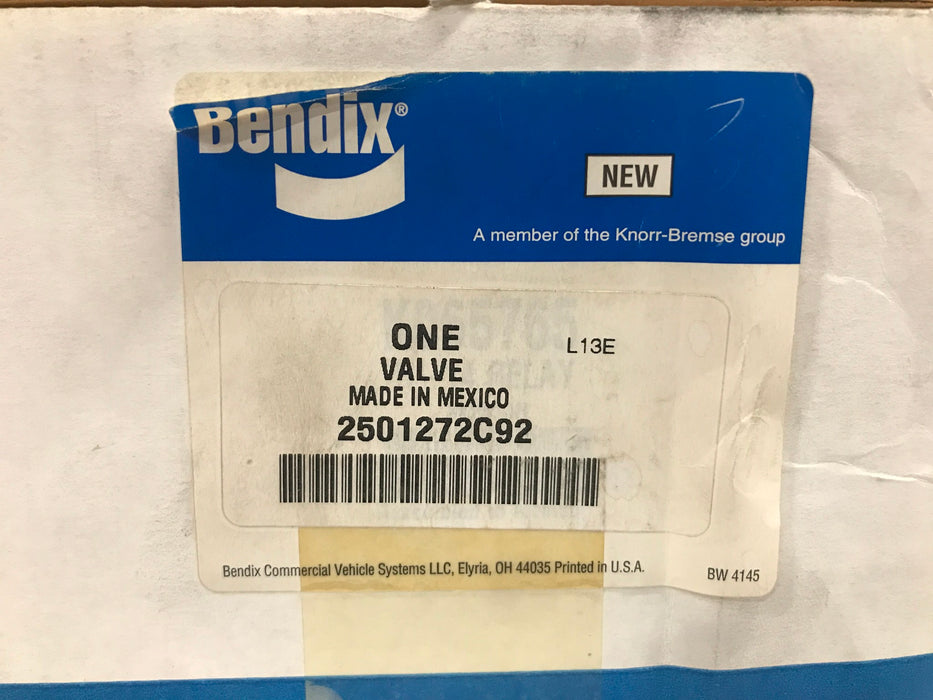 Bendix®
NEW
A member of the Knorr-Bremse group
ONE
L13E
VALVE
RELAY
MADE IN MEXICO
2501272C92
Bendix Commercial Vehicle Systems LLC, Elyria, OH 44035 Printed in U.S.A.
BW 4145